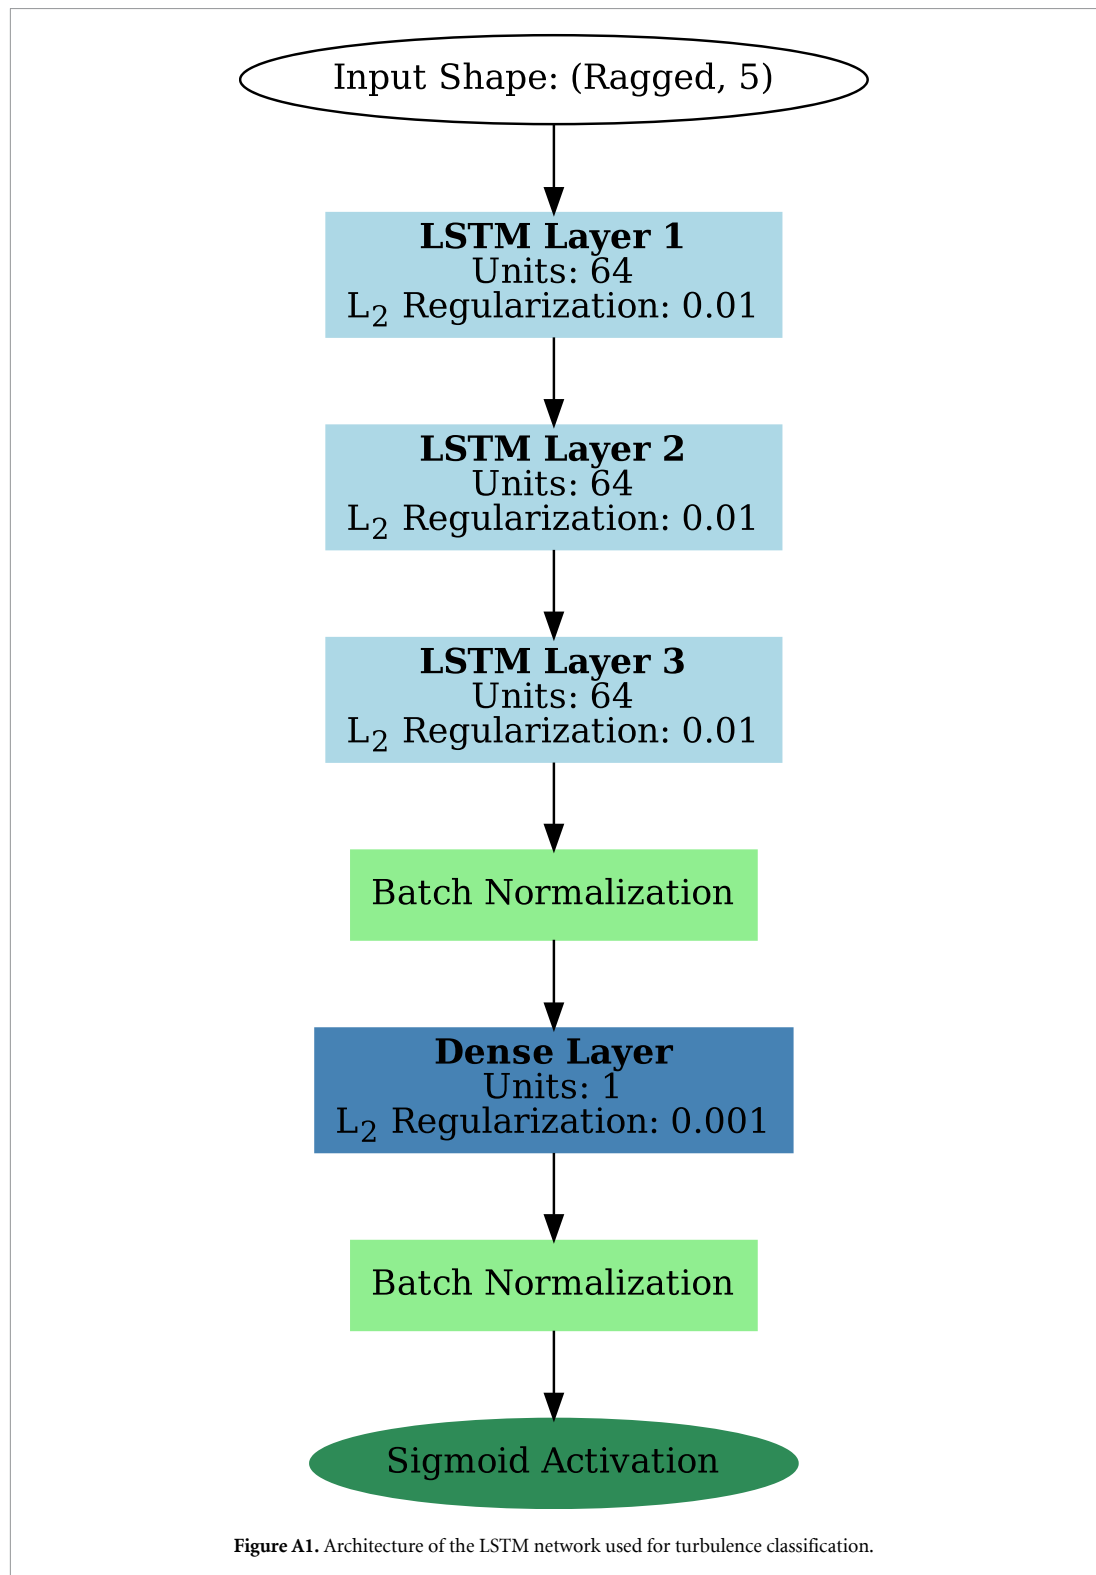 Input Shape: (Ragged, 5)
LSTM Layer 1
Units: 64
L₂ Regularization: 0.01
LSTM Layer 2
Units: 64
L₂ Regularization: 0.01
LSTM Layer 3
Units: 64
L₂ Regularization: 0.01
Batch Normalization
Dense Layer
Units: 1
L₂ Regularization: 0.001
Batch Normalization
Sigmoid Activation
Figure A1. Architecture of the LSTM network used for turbulence classification.